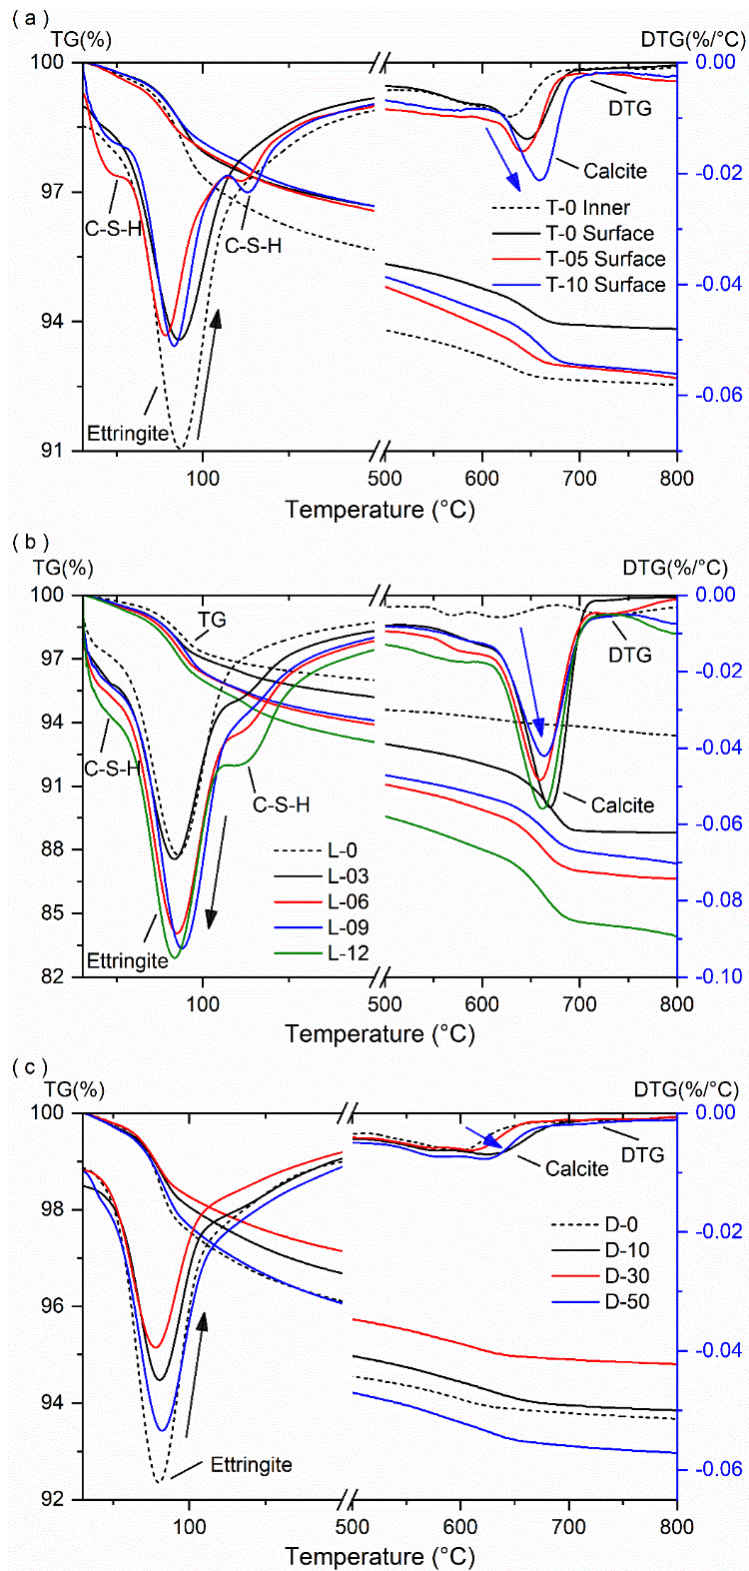 ( a )
TG(%)
DTG(%/°C)
100
97
94
91
0.00
-0.02
-0.04
-0.06
DTG
Calcite
C-S-H
C-S-H
T-0 Inner
T-0 Surface
T-05 Surface
T-10 Surface
Ettringite
100
500
600
700
800
Temperature (°C)
( b )
TG(%)
DTG(%/°C)
100
97
94
91
88
85
82
0.00
-0.02
-0.04
-0.06
-0.08
-0.10
TG
DTG
C-S-H
C-S-H
Calcite
L-0
L-03
L-06
L-09
L-12
Ettringite
100
500
600
700
800
Temperature (°C)
( c )
TG(%)
DTG(%/°C)
100
98
96
94
92
0.00
-0.02
-0.04
-0.06
Calcite
DTG
D-0
D-10
D-30
D-50
Ettringite
100
500
600
700
800
Temperature (°C)